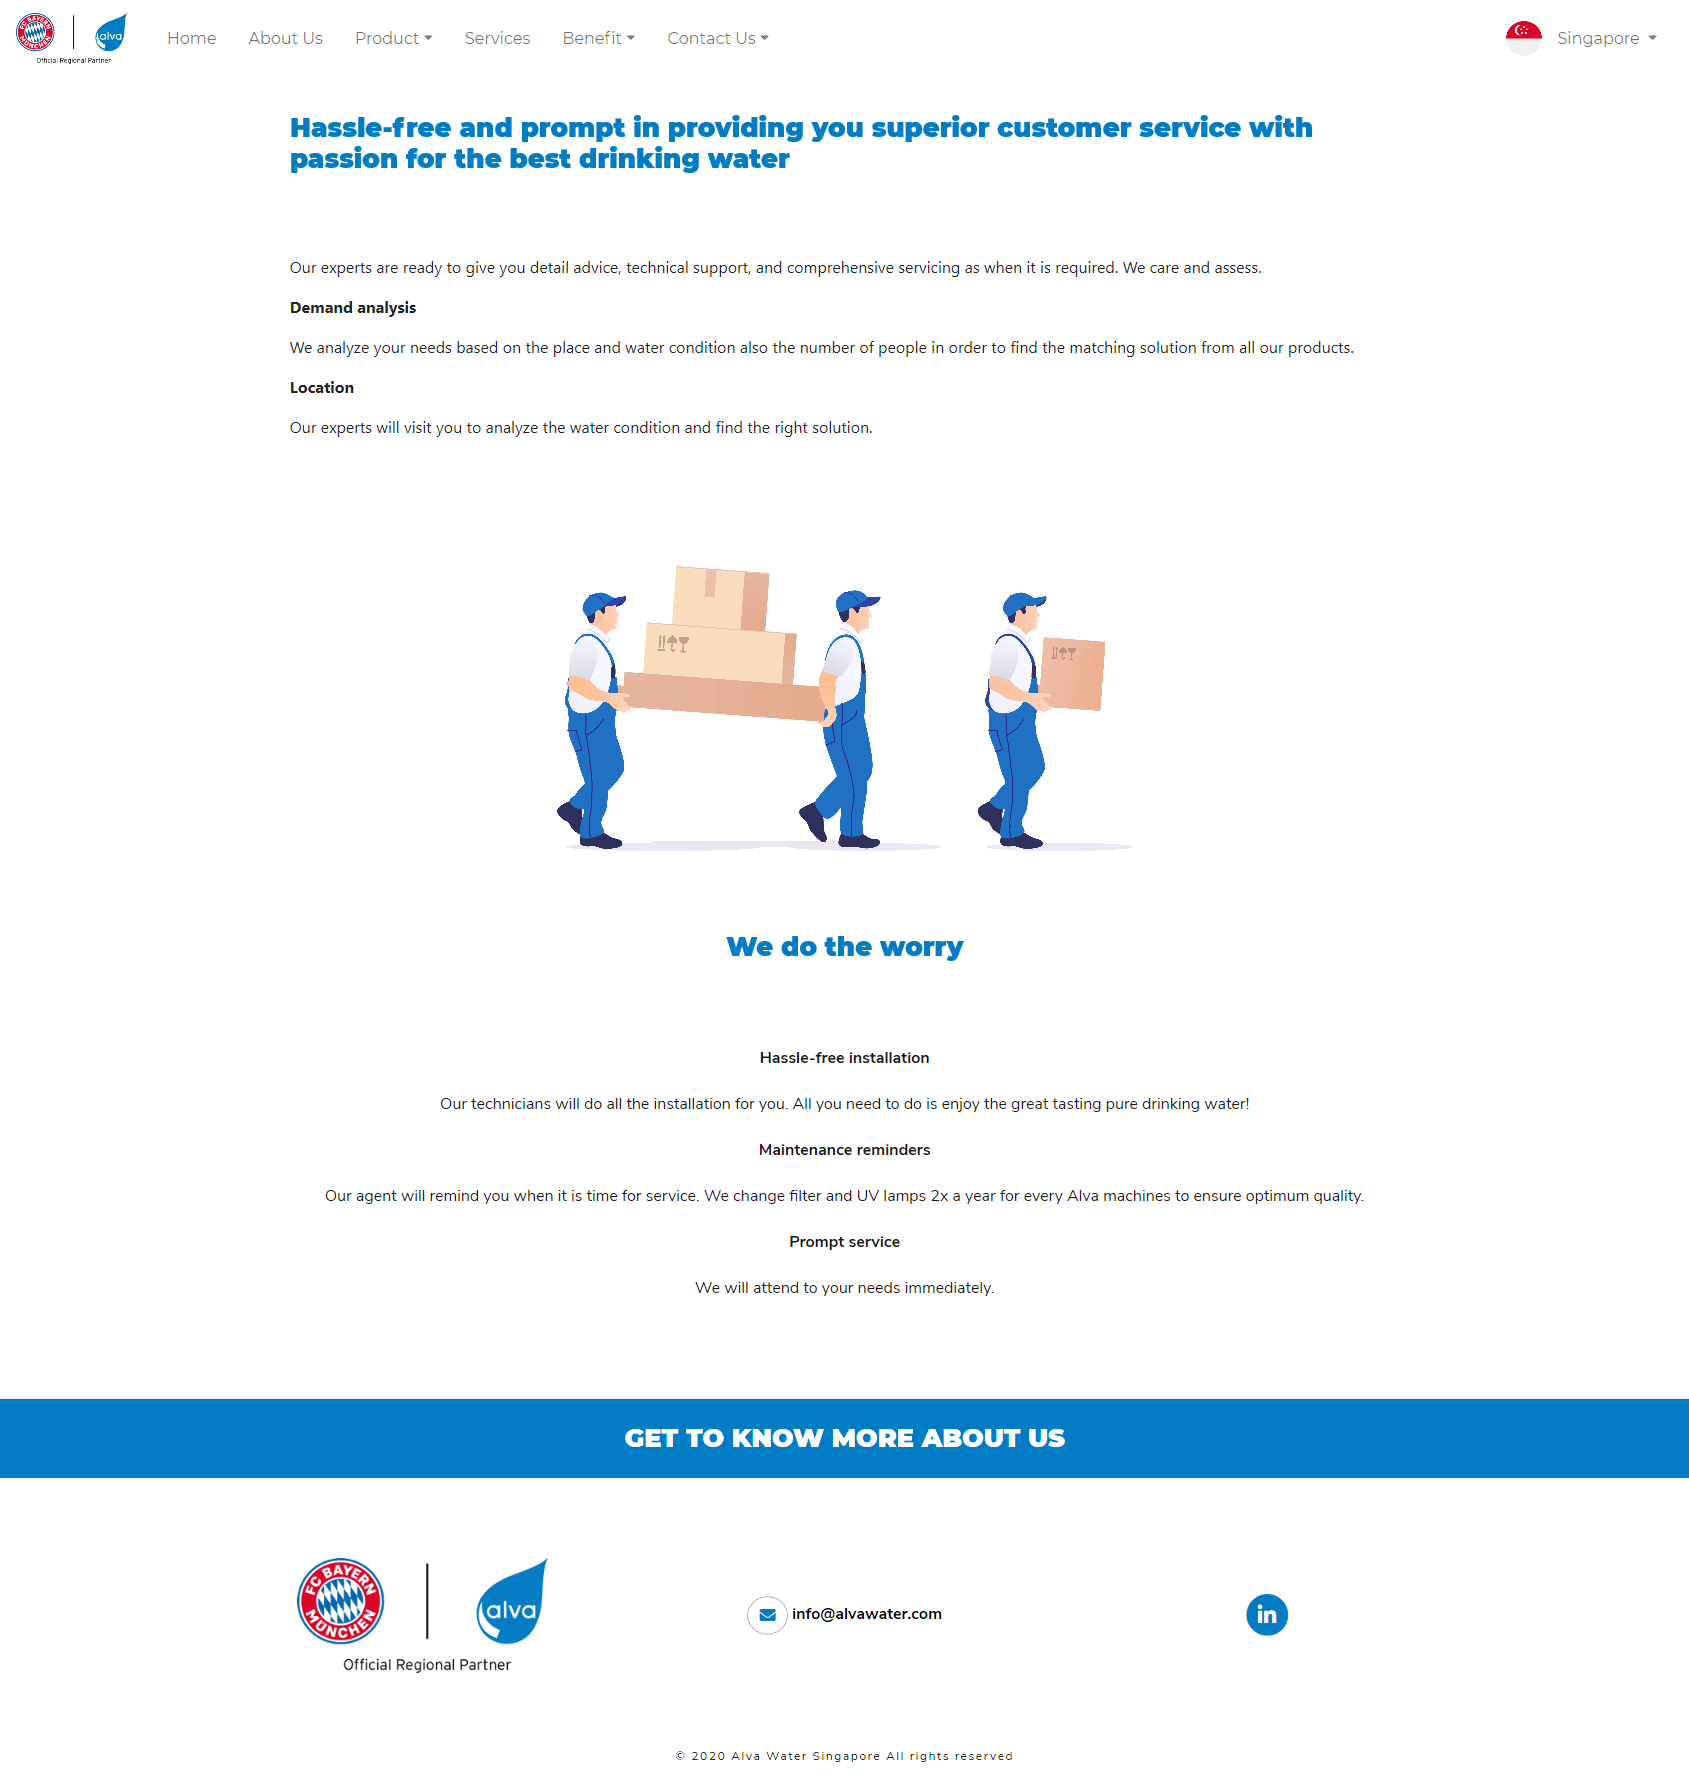 FC BAYERN
MÜNCHEN
alva
Official Regional Partner
Home
About Us
Product
Services
Benefit
Contact Us
Singapore
Hassle-free and prompt in providing you superior customer service with
passion for the best drinking water
Our experts are ready to give you detail advice, technical support, and comprehensive servicing as when it is required. We care and assess.
Demand analysis
We analyze your needs based on the place and water condition also the number of people in order to find the matching solution from all our products.
Location
Our experts will visit you to analyze the water condition and find the right solution.
We do the worry
Hassle-free installation
Our technicians will do all the installation for you. All you need to do is enjoy the great tasting pure drinking water!
Maintenance reminders
Our agent will remind you when it is time for service. We change filter and UV lamps 2x a year for every Alva machines to ensure optimum quality.
Prompt service
We will attend to your needs immediately.
GET TO KNOW MORE ABOUT US
FC BAYERN
MÜNCHEN
alva
Official Regional Partner
info@alvawater.com
in
© 2020 Alva Water Singapore All rights reserved